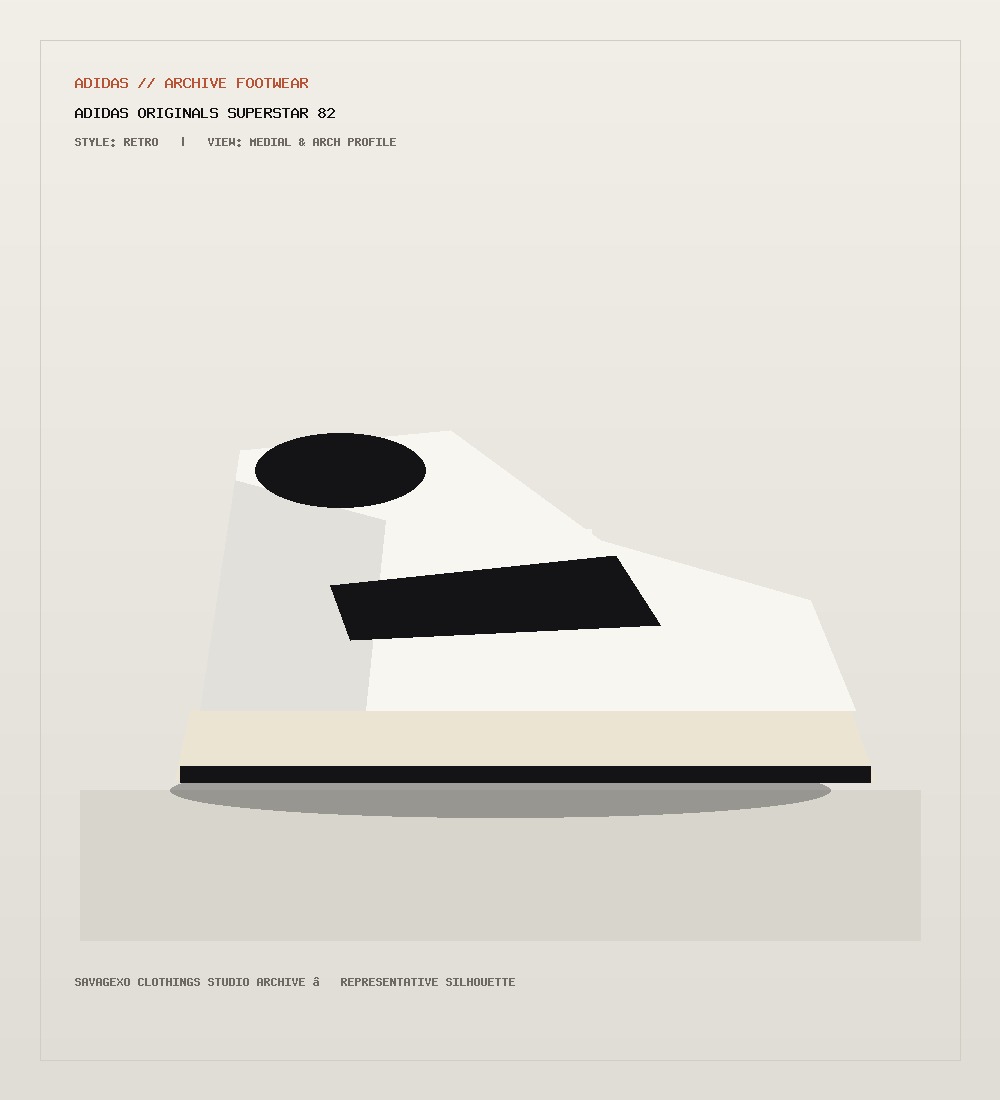 ADIDAS // ARCHIVE FOOTWEAR
ADIDAS ORIGINALS SUPERSTAR 82
STYLE: RETRO | VIEW: MEDIAL & ARCH PROFILE
SAVAGEXO CLOTHINGS STUDIO ARCHIVE â REPRESENTATIVE SILHOUETTE